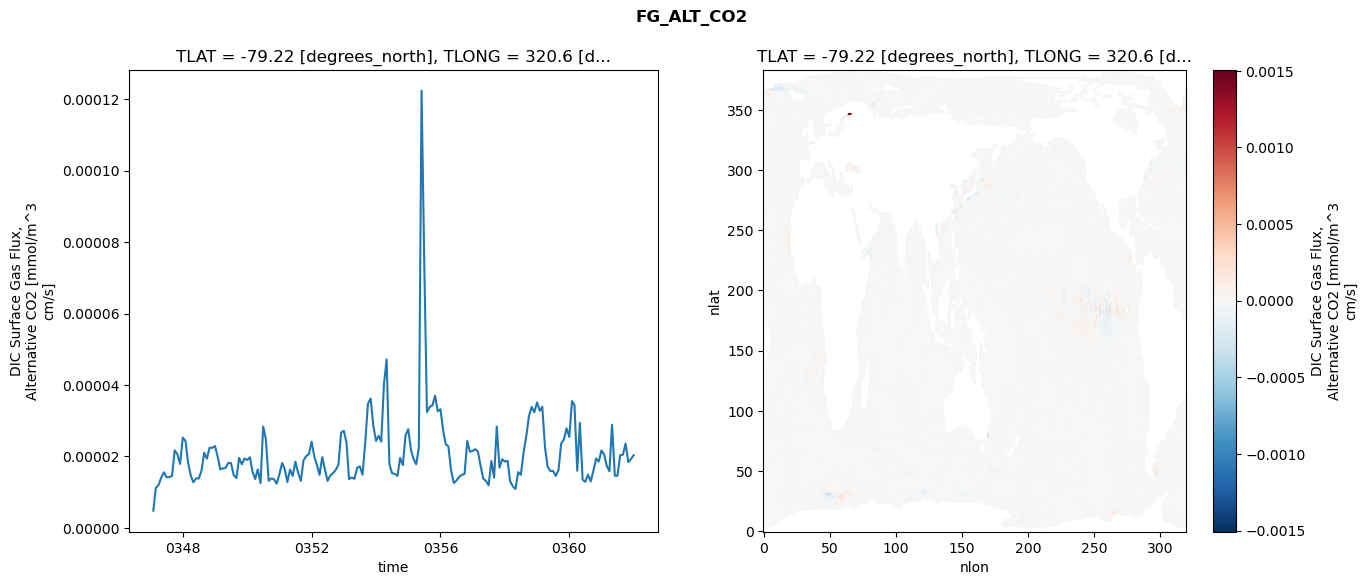 FG_ALT_CO2
TLAT = -79.22 [degrees_north], TLONG = 320.6 [d...
DIC Surface Gas Flux,
Alternative CO2 [mmol/m^3
cm/s]
0.00012
0.00010
0.00008
0.00006
0.00004
0.00002
0.00000
0348
0352
0356
0360
time
TLAT = -79.22 [degrees_north], TLONG = 320.6 [d...
nlat
350
300
250
200
150
100
50
0
0
50
100
150
200
250
300
nlon
0.0015
0.0010
0.0005
0.0000
−0.0005
−0.0010
−0.0015
DIC Surface Gas Flux,
Alternative CO2 [mmol/m^3
cm/s]